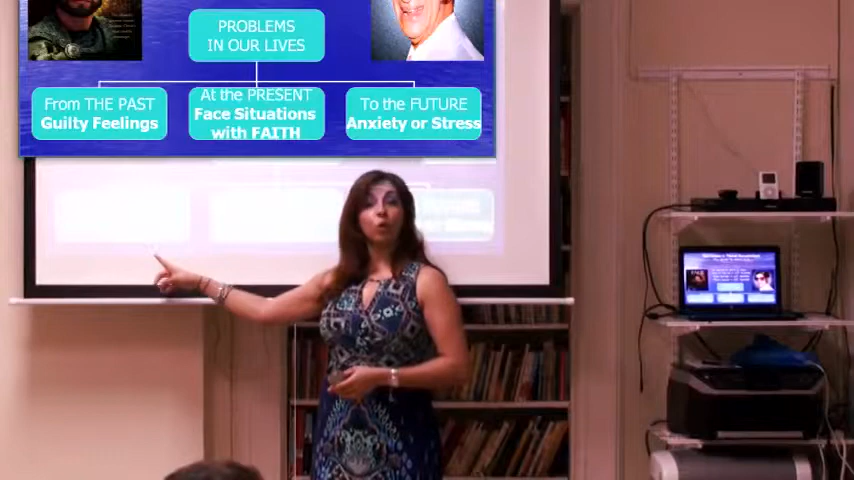 PROBLEMS
IN OUR LIVES
From THE PAST
Guilty Feelings
At the PRESENT
Face Situations
with FAITH
To the FUTURE
Anxiety or Stress